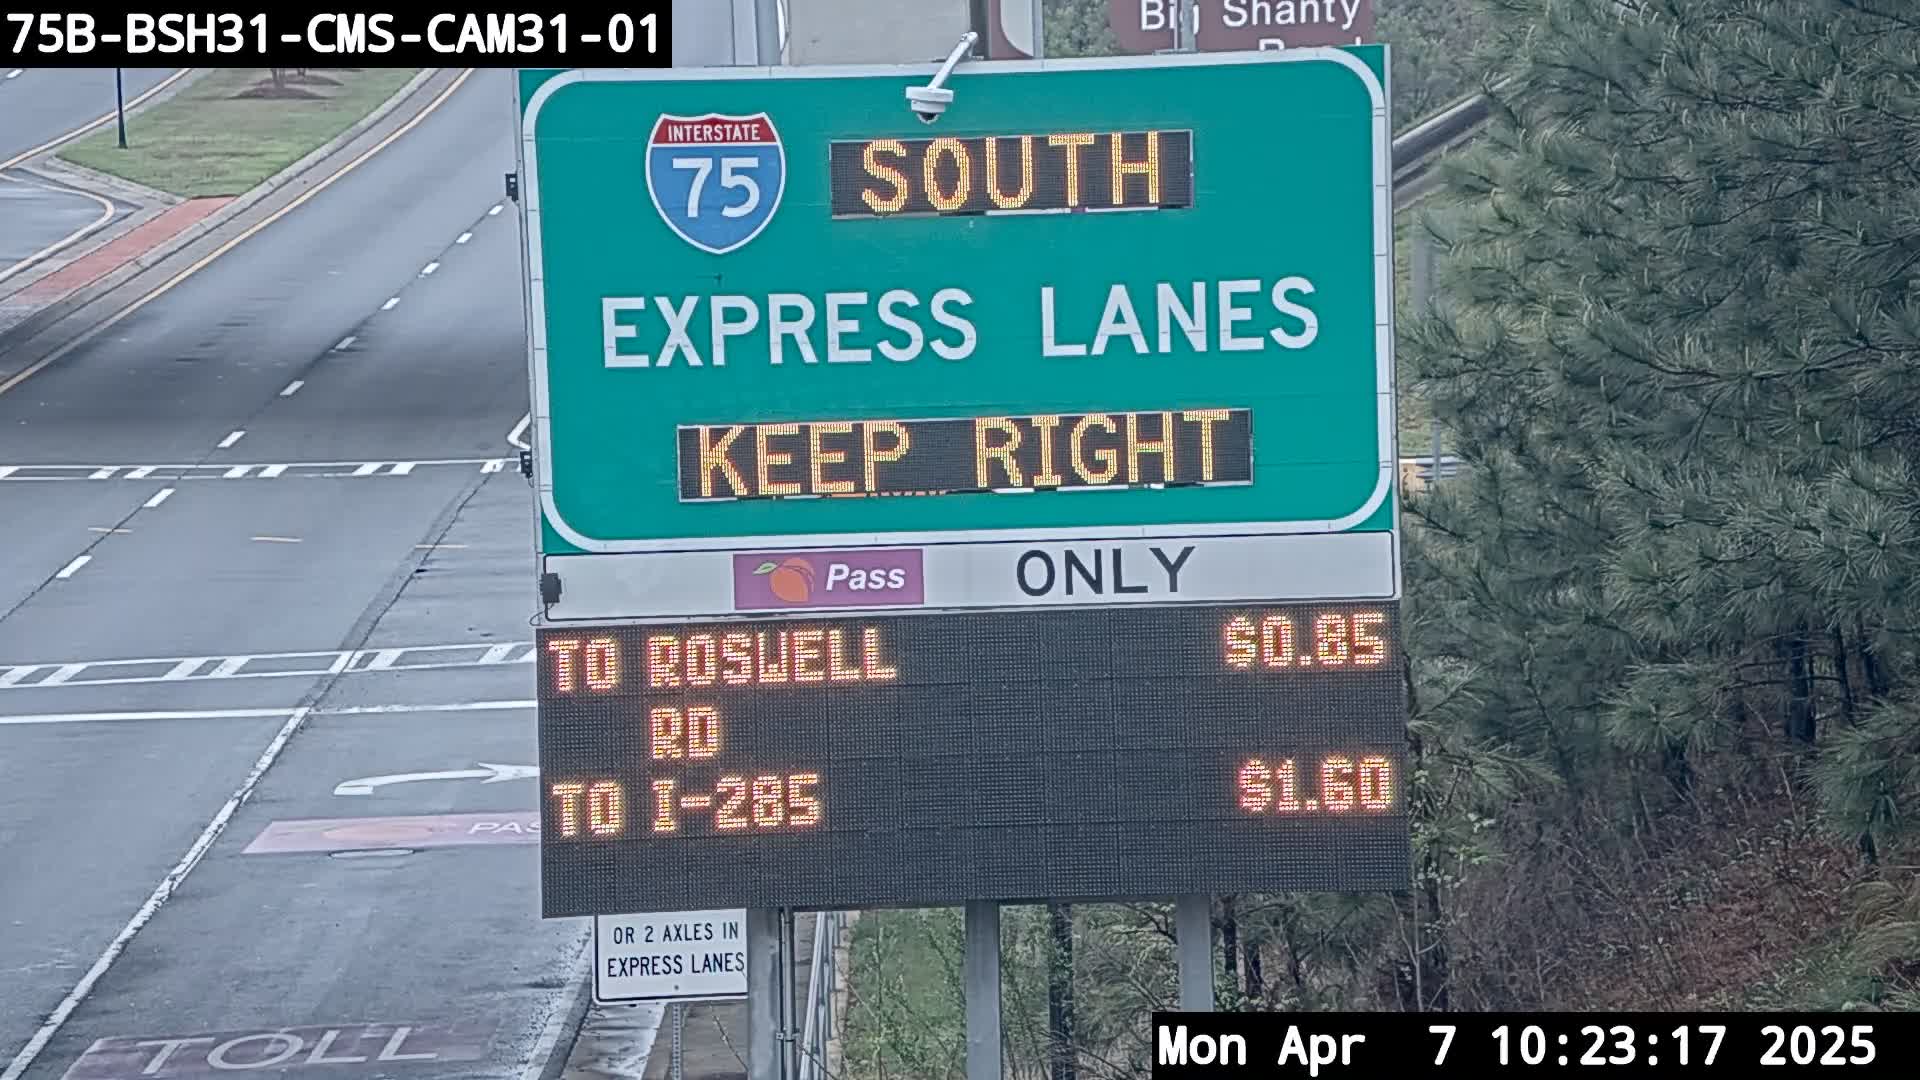 75B-BSH31-CMS-CAM31-01
Big Shanty
INTERSTATE
75
SOUTH
EXPRESS LANES
KEEP RIGHT
Pass ONLY
TO ROSWELL $0.85
RD
TO I-285 $1.60
OR 2 AXLES IN
EXPRESS LANES
TOLL
Mon Apr 7 10:23:17 2025